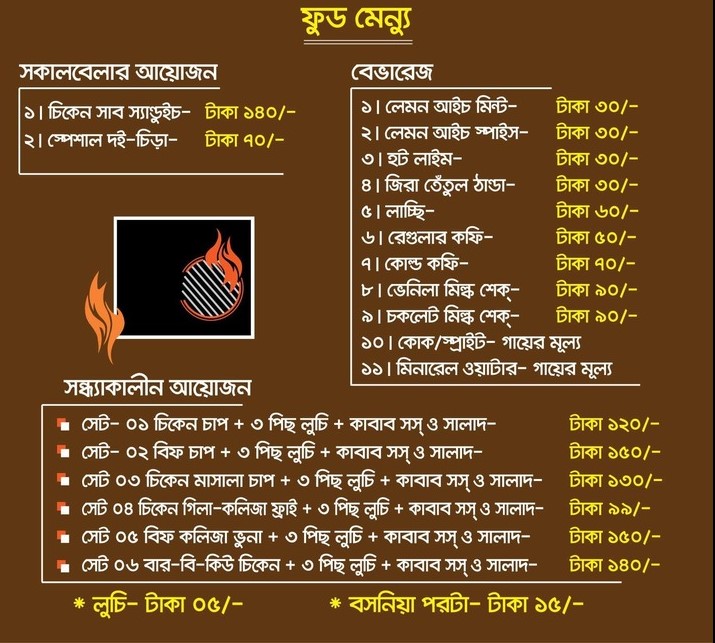 ফুড মেন্যু
সকালবেলার আয়োজন
১। চিকেন সাব স্যান্ডুইচ- টাকা ১৪০/-
২। স্পেশাল দই-চিড়া- টাকা ৭০/-
বেভারেজ
১। লেমন আইচ মিন্ট- টাকা ৩০/-
২। লেমন আইচ স্পাইস- টাকা ৩০/-
৩। হট লাইম- টাকা ৩০/-
৪। জিরা তেঁতুল ঠান্ডা- টাকা ৩০/-
৫। লাচ্ছি- টাকা ৬০/-
৬। রেগুলার কফি- টাকা ৫০/-
৭। কোল্ড কফি- টাকা ৭০/-
৮। ভেনিলা মিল্ক শেক্- টাকা ৯০/-
৯। চকলেট মিল্ক শেক্- টাকা ৯০/-
১০। কোক/স্প্রাইট- গায়ের মূল্য
১১। মিনারেল ওয়াটার- গায়ের মূল্য
সন্ধ্যাকালীন আয়োজন
সেট- ০১ চিকেন চাপ + ৩ পিছ লুচি + কাবাব সস্ ও সালাদ- টাকা ১২০/-
সেট- ০২ বিফ চাপ + ৩ পিছ লুচি + কাবাব সস্ ও সালাদ- টাকা ১৫০/-
সেট ০৩ চিকেন মাসালা চাপ + ৩ পিছ লুচি + কাবাব সস্ ও সালাদ- টাকা ১৩০/-
সেট ০৪ চিকেন গিলা-কলিজা ফ্রাই + ৩ পিছ লুচি + কাবাব সস্ ও সালাদ- টাকা ৯৯/-
সেট ০৫ বিফ কলিজা ভুনা + ৩ পিছ লুচি + কাবাব সস্ ও সালাদ- টাকা ১৫০/-
সেট ০৬ বার-বি-কিউ চিকেন + ৩ পিছ লুচি + কাবাব সস্ ও সালাদ- টাকা ১৪০/-
* লুচি- টাকা ০৫/- * বসনিয়া পরটা- টাকা ১৫/-